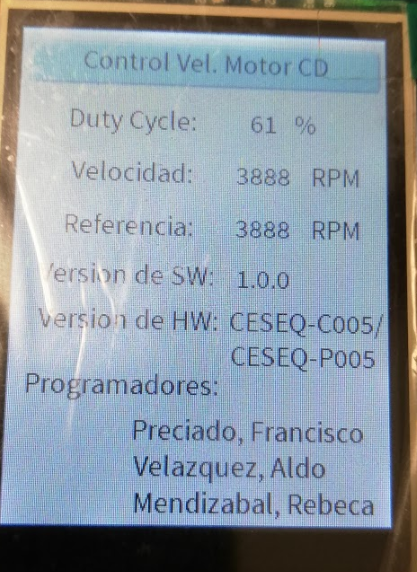 Control Vel. Motor CD
Duty Cycle: 61 %
Velocidad: 3888 RPM
Referencia: 3888 RPM
Version de SW: 1.0.0
Version de HW: CESEQ-C005/
CESEQ-P005
Programadores:
Preciado, Francisco
Velazquez, Aldo
Mendizabal, Rebeca